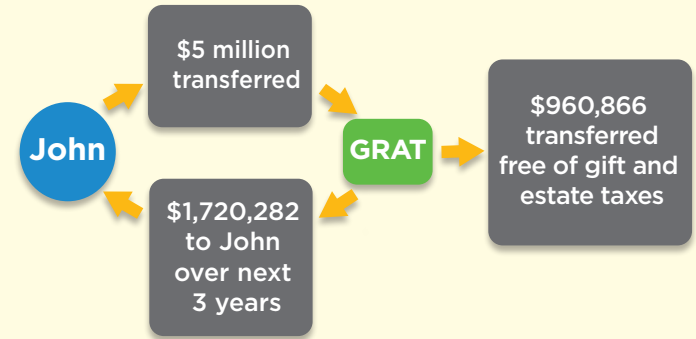 John
$5 million
transferred
GRAT
$1,720,282
to John
over next
3 years
$960,866
transferred
free of gift and
estate taxes